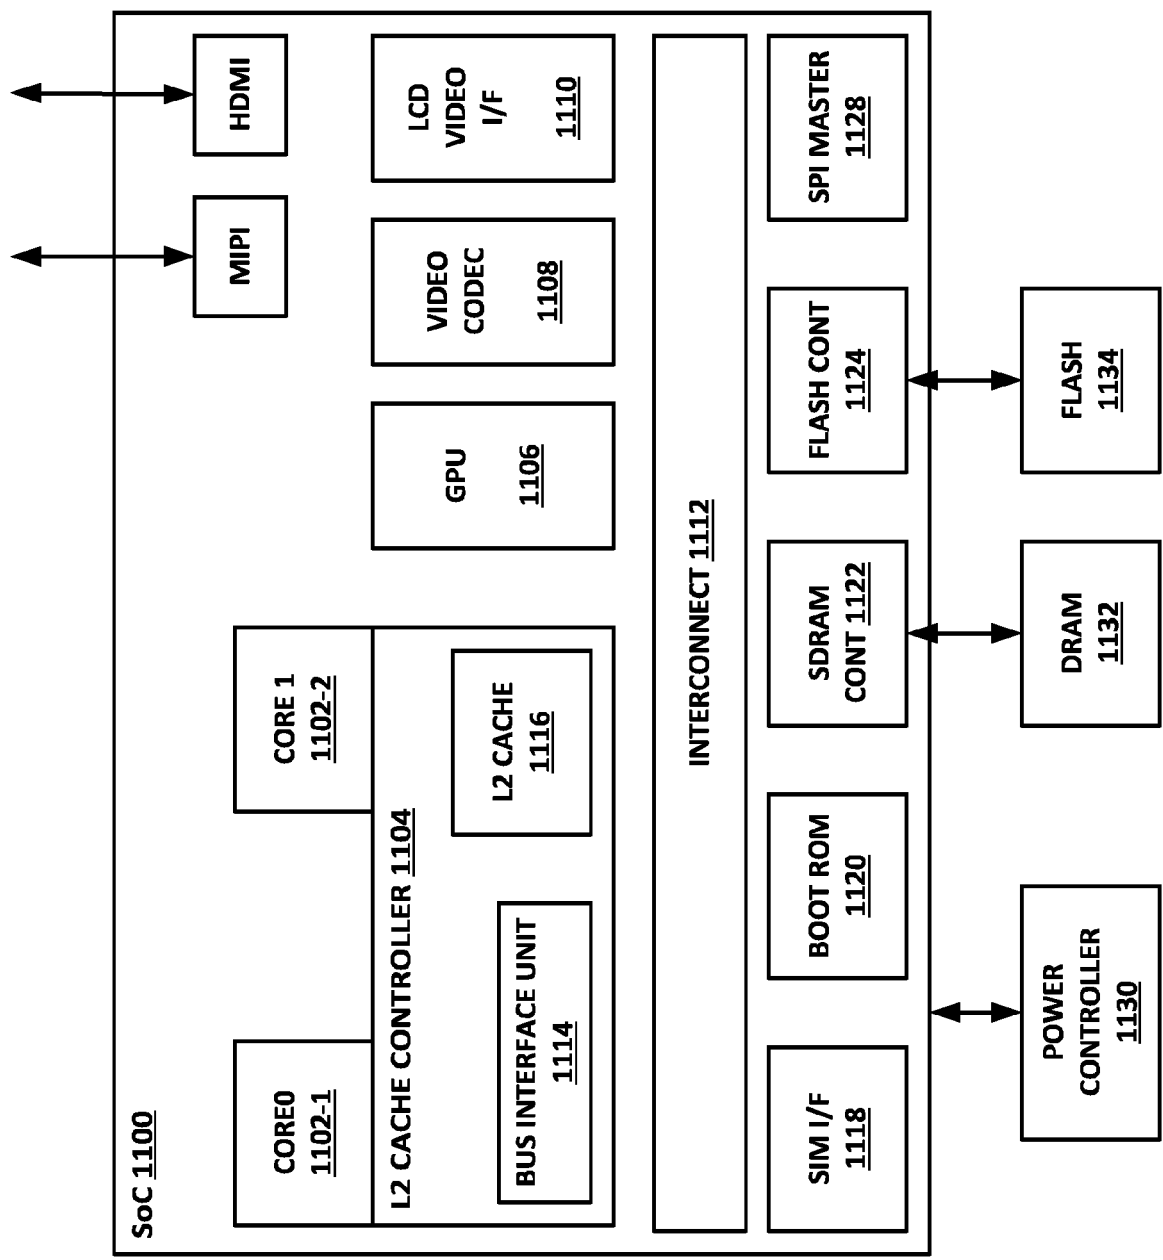 SoC 1100
CORE0
1102-1
CORE 1
1102-2
MIPI
HDMI
L2 CACHE CONTROLLER 1104
BUS INTERFACE UNIT
1114
L2 CACHE
1116
GPU
1106
VIDEO
CODEC
1108
LCD
VIDEO
I/F
1110
INTERCONNECT 1112
SIM I/F
1118
BOOT ROM
1120
SDRAM
CONT 1122
FLASH CONT
1124
SPI MASTER
1128
POWER
CONTROLLER
1130
DRAM
1132
FLASH
1134